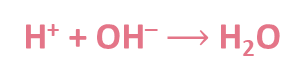 H⁺ + OH⁻ ⟶ H₂O